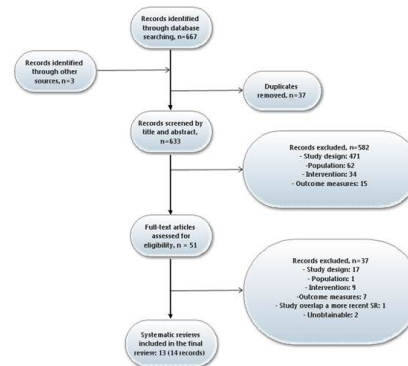 Records identified
through database
searching, n=667
Records identified
through other
sources, n=3
Duplicates
removed, n=37
Records screened by
title and abstract,
n=633
Records excluded, n=582
- Study design: 471
-Population: 62
- Intervention: 34
- Outcome measures: 15
Full-text articles
assessed for
eligibility, n = 51
Records excluded, n=37
- Study design: 17
- Population: 1
- Intervention: 9
-Outcome measures: 7
- Study overlap a more recent SR: 1
- Unobtainable: 2
Systematic reviews
included in the final
review: 13 (14 records)